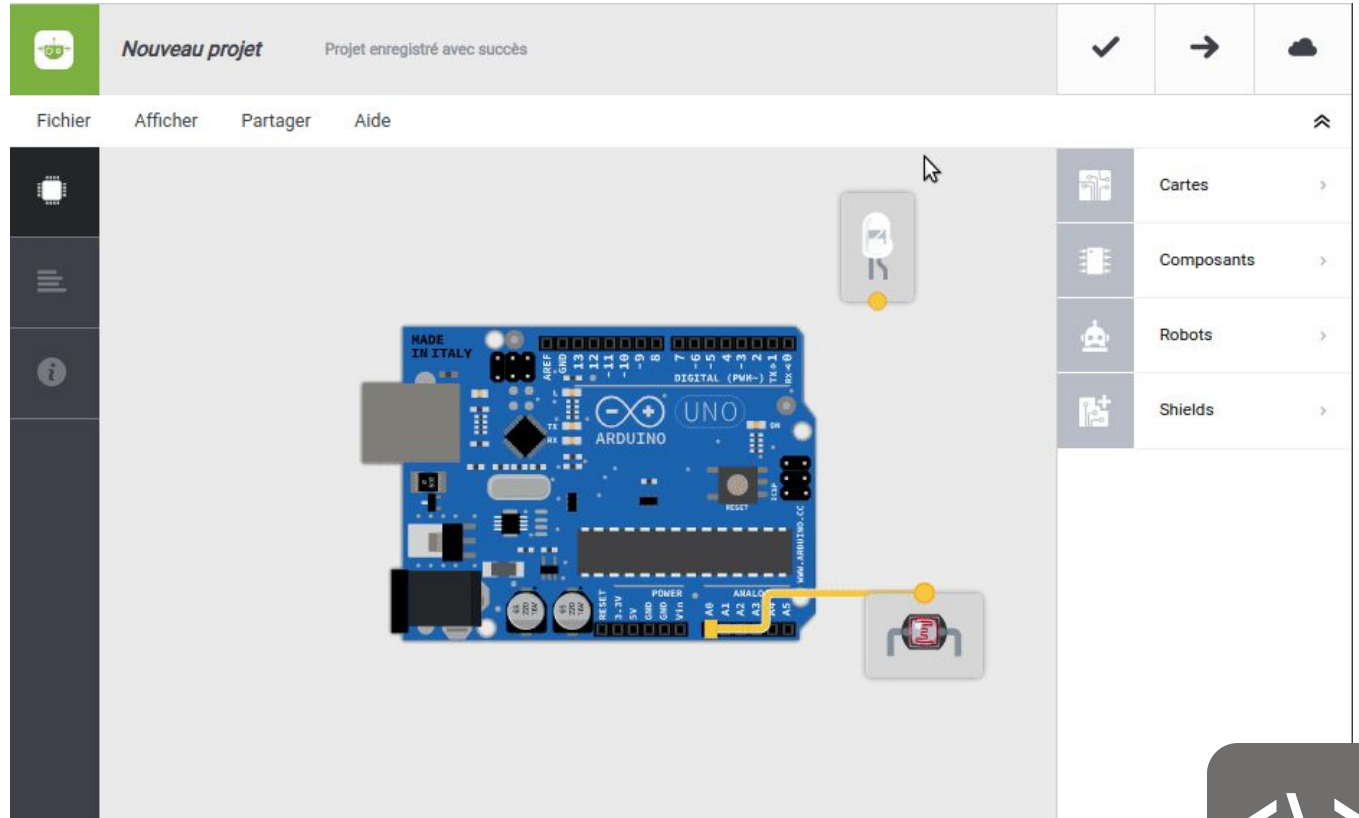 Nouveau projet Projet enregistré avec succès
Fichier Afficher Partager Aide
Cartes
Composants
Robots
Shields
MADE
IN ITALY
AREF
GND
13
12
~11
~10
~9
8
7
~6
~5
4
~3
2
TX→1
RX←0
DIGITAL (PWM~)
L
TX
RX
UNO
ON
ARDUINO
ICSP
RESET
WWW.ARDUINO.CC
POWER
RESET
3.3V
5V
GND
GND
Vin
A0
A1
A2
A3
A4
A5